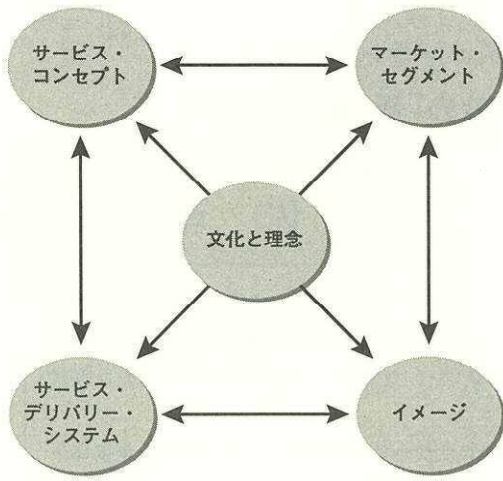 サービス・
コンセプト
マーケット・
セグメント
文化と理念
サービス・
デリバリー・
システム
イメージ